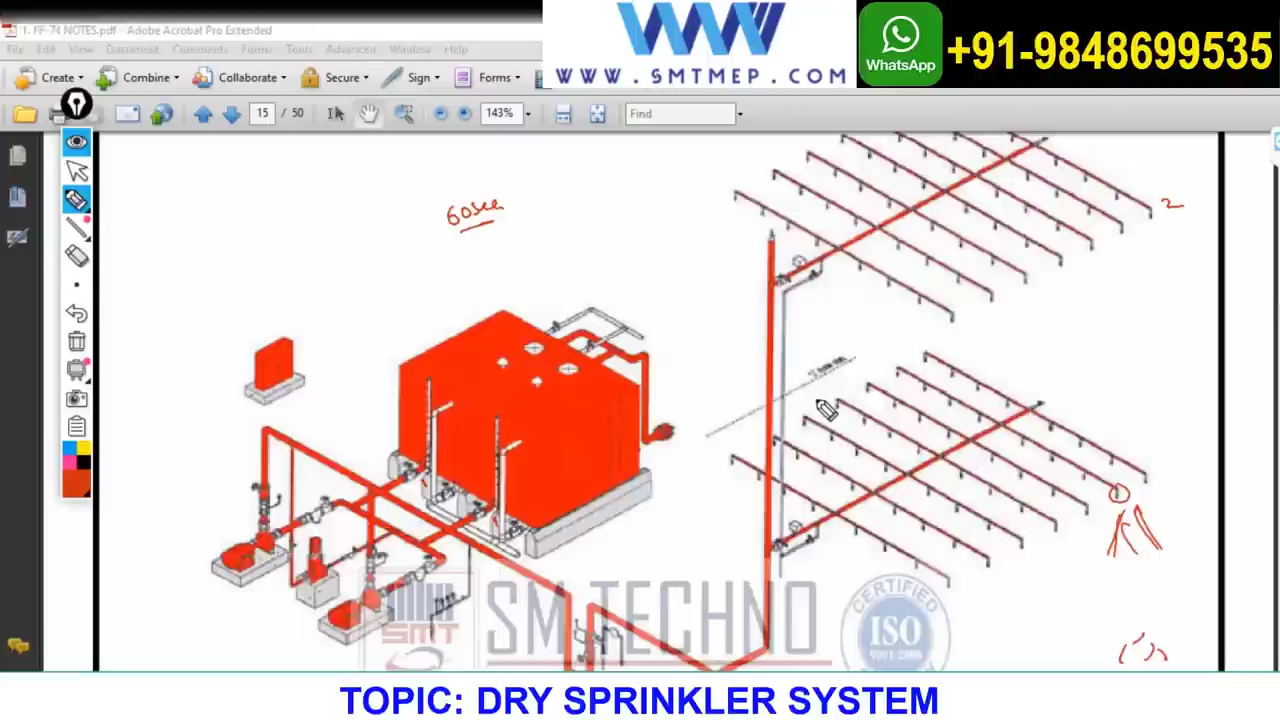 1. FF-74 NOTES.pdf - Adobe Acrobat Pro Extended
File Edit View Document Comments Forms Tools Advanced Window Help
Create Combine Collaborate Secure Sign Forms
15 / 50 143% Find
WWW.SMTMEP.COM
WhatsApp
+91-9848699535
60sec
2
SMT
SM TECHNO
CERTIFIED
ISO
9001-2008
TOPIC: DRY SPRINKLER SYSTEM